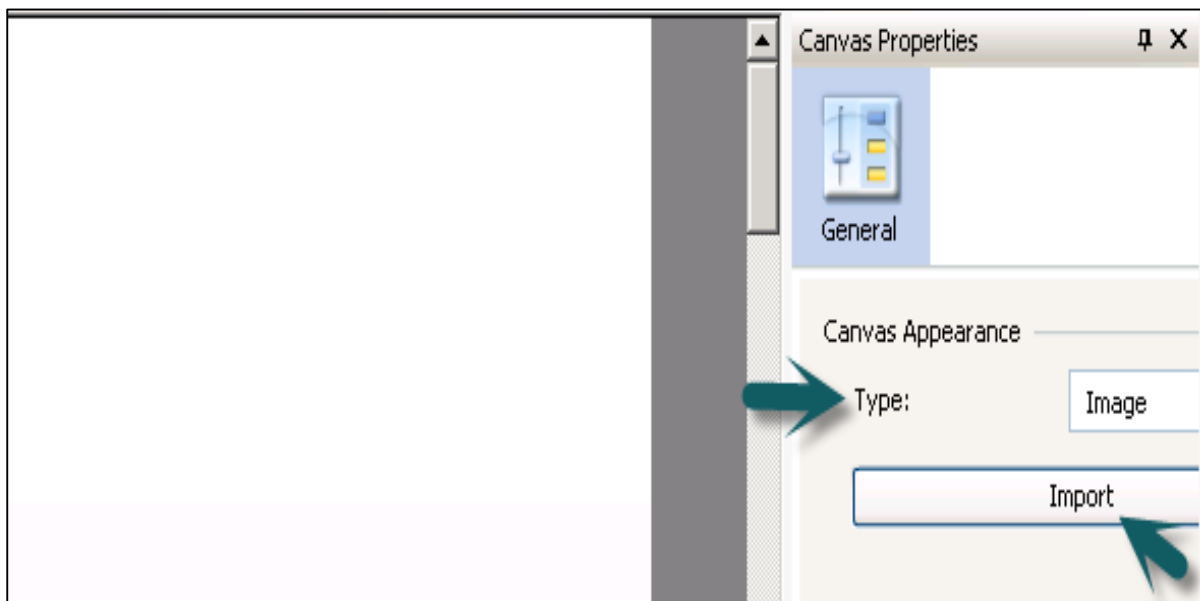 Canvas Properties
General
Canvas Appearance
Type: Image
Import